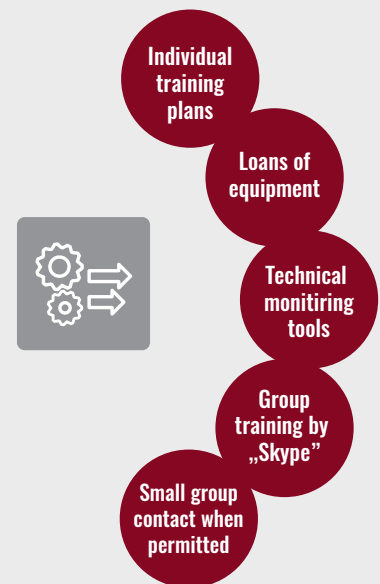 Individual
training
plans
Loans of
equipment
Technical
monitiring
tools
Group
training by
„Skype”
Small group
contact when
permitted